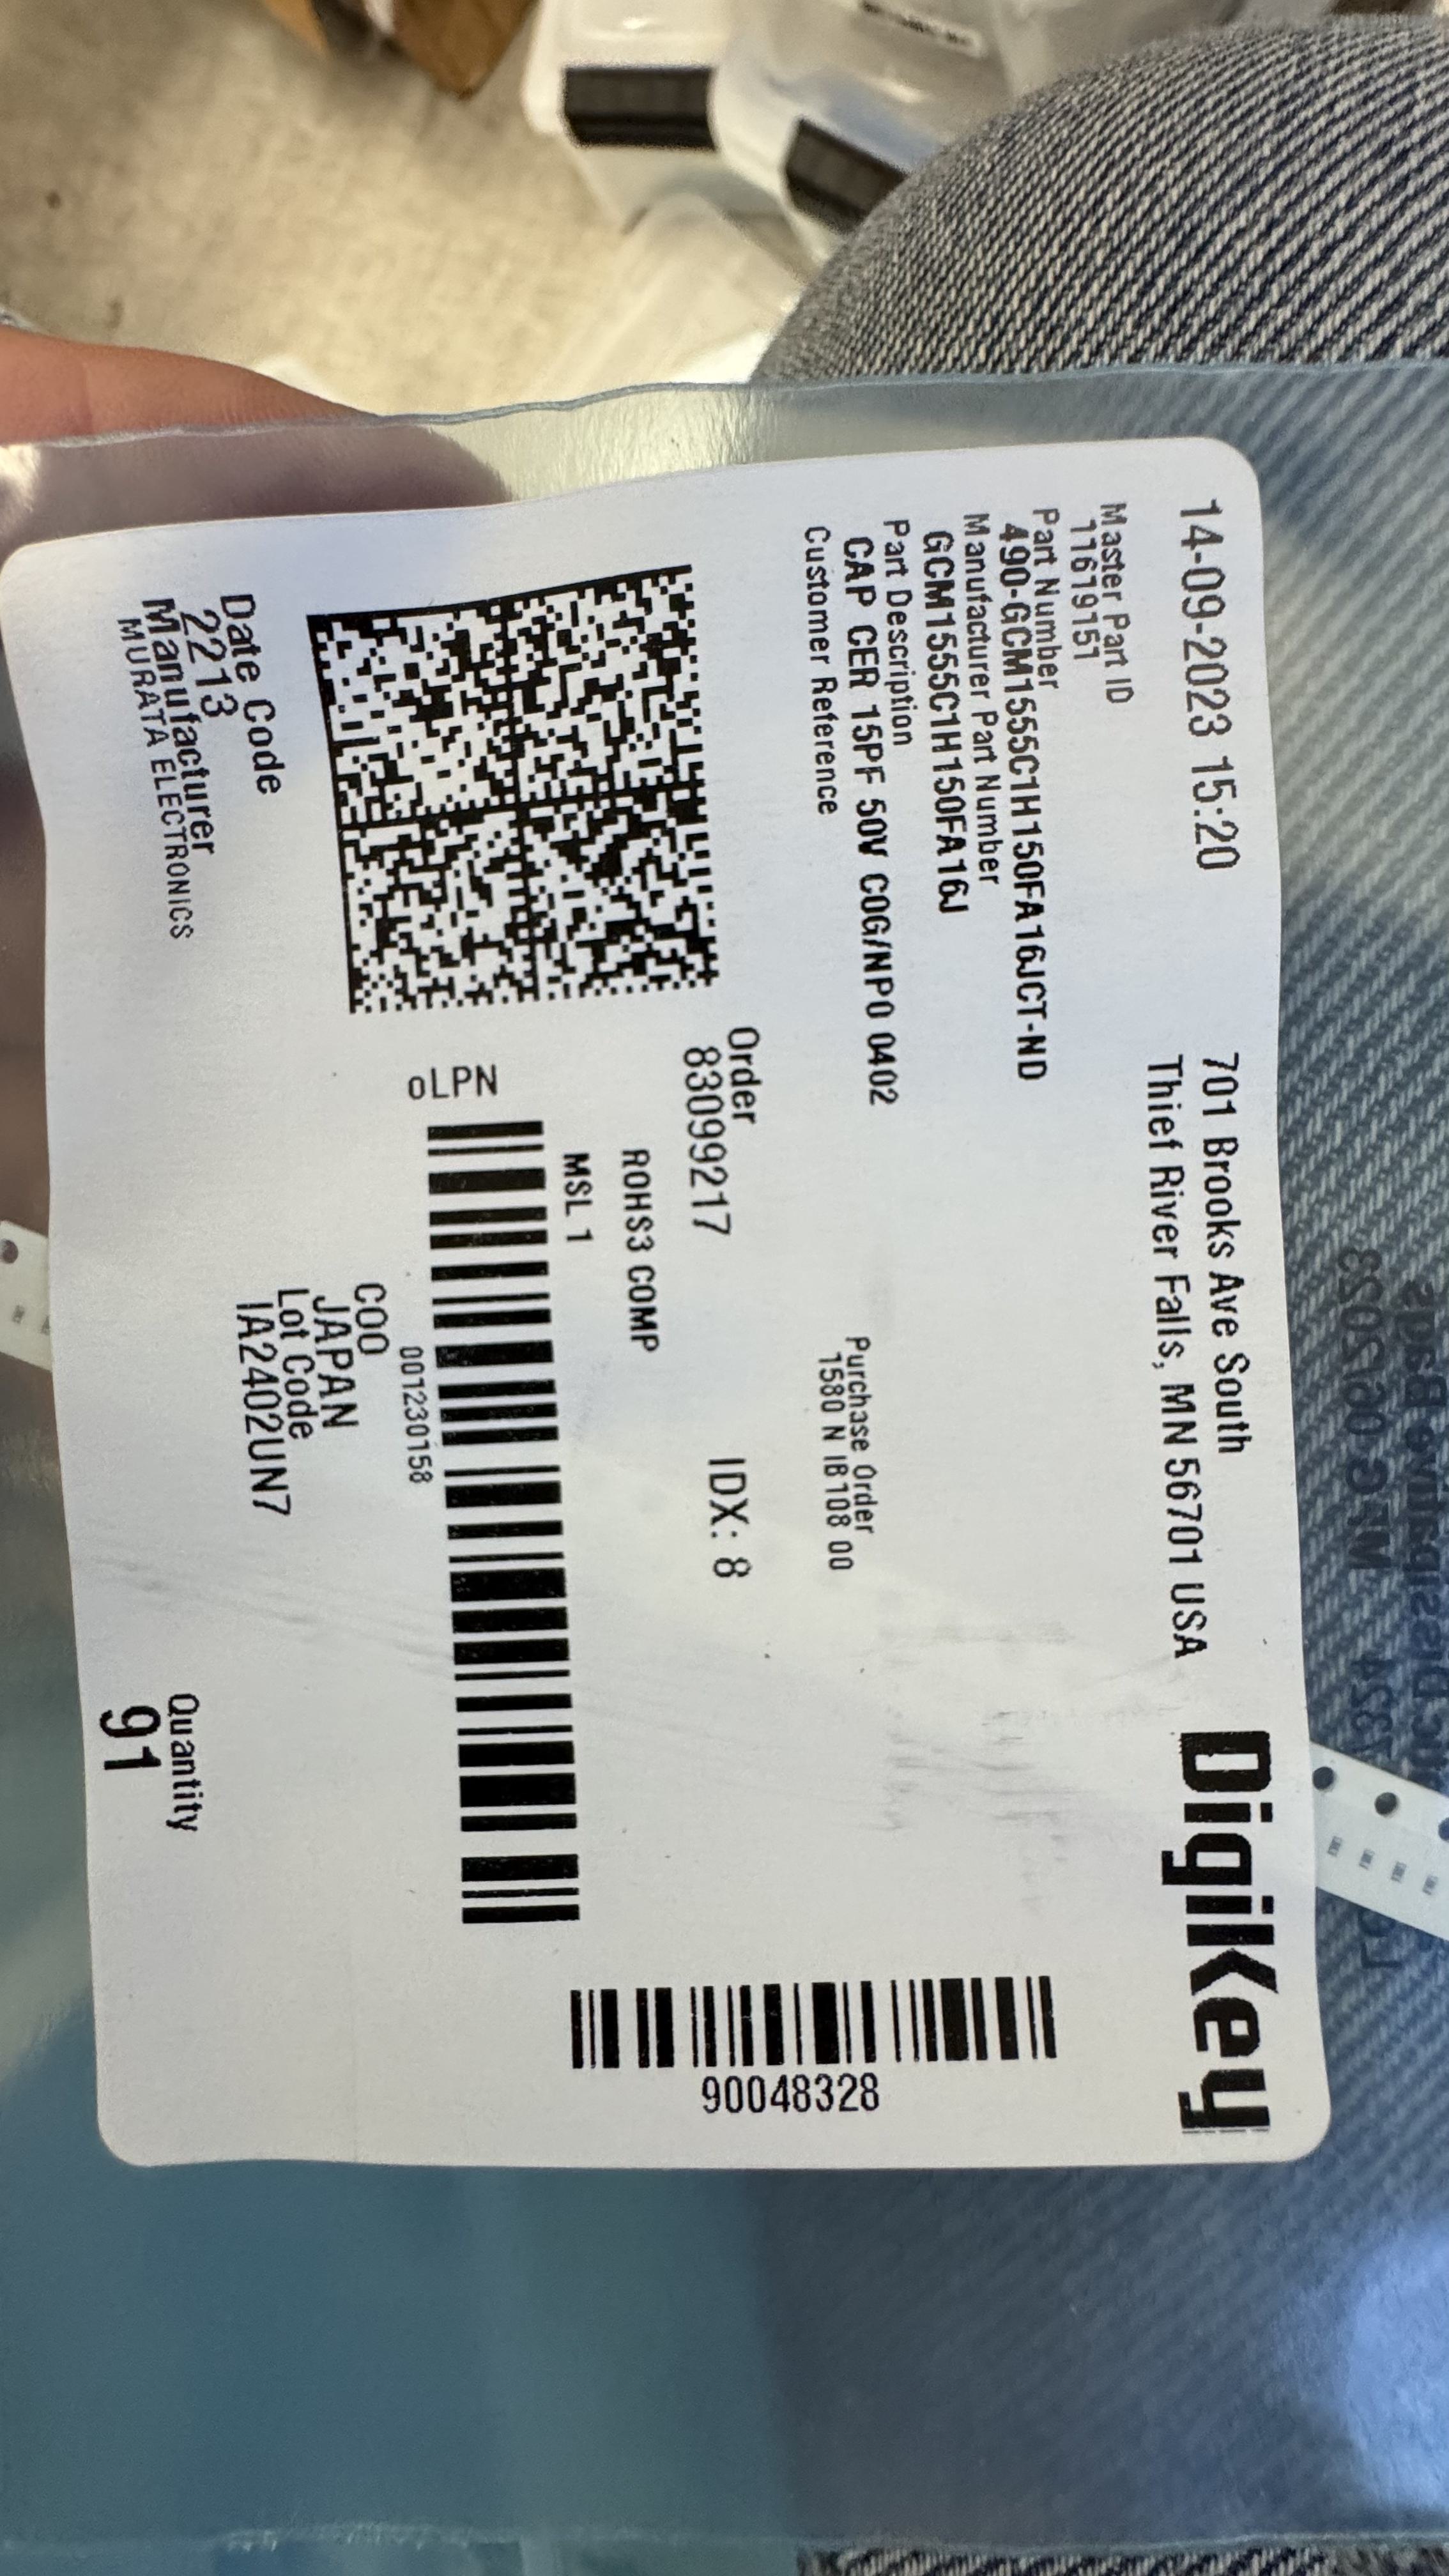 14-09-2023 15:20
701 Brooks Ave South
Thief River Falls, MN 56701 USA
DigiKey
Master Part ID
11619151
Part Number
490-GCM1555C1H150FA16JCT-ND
Manufacturer Part Number
GCM1555C1H150FA16J
Part Description
CAP CER 15PF 50V C0G/NP0 0402
Customer Reference
Purchase Order
1580 N IB108 00
Order
83099217
IDX: 8
ROHS3 COMP
MSL 1
oLPN
001230158
90048328
COO
JAPAN
Lot Code
IA2402UN7
Date Code
2213
Manufacturer
MURATA ELECTRONICS
Quantity
91